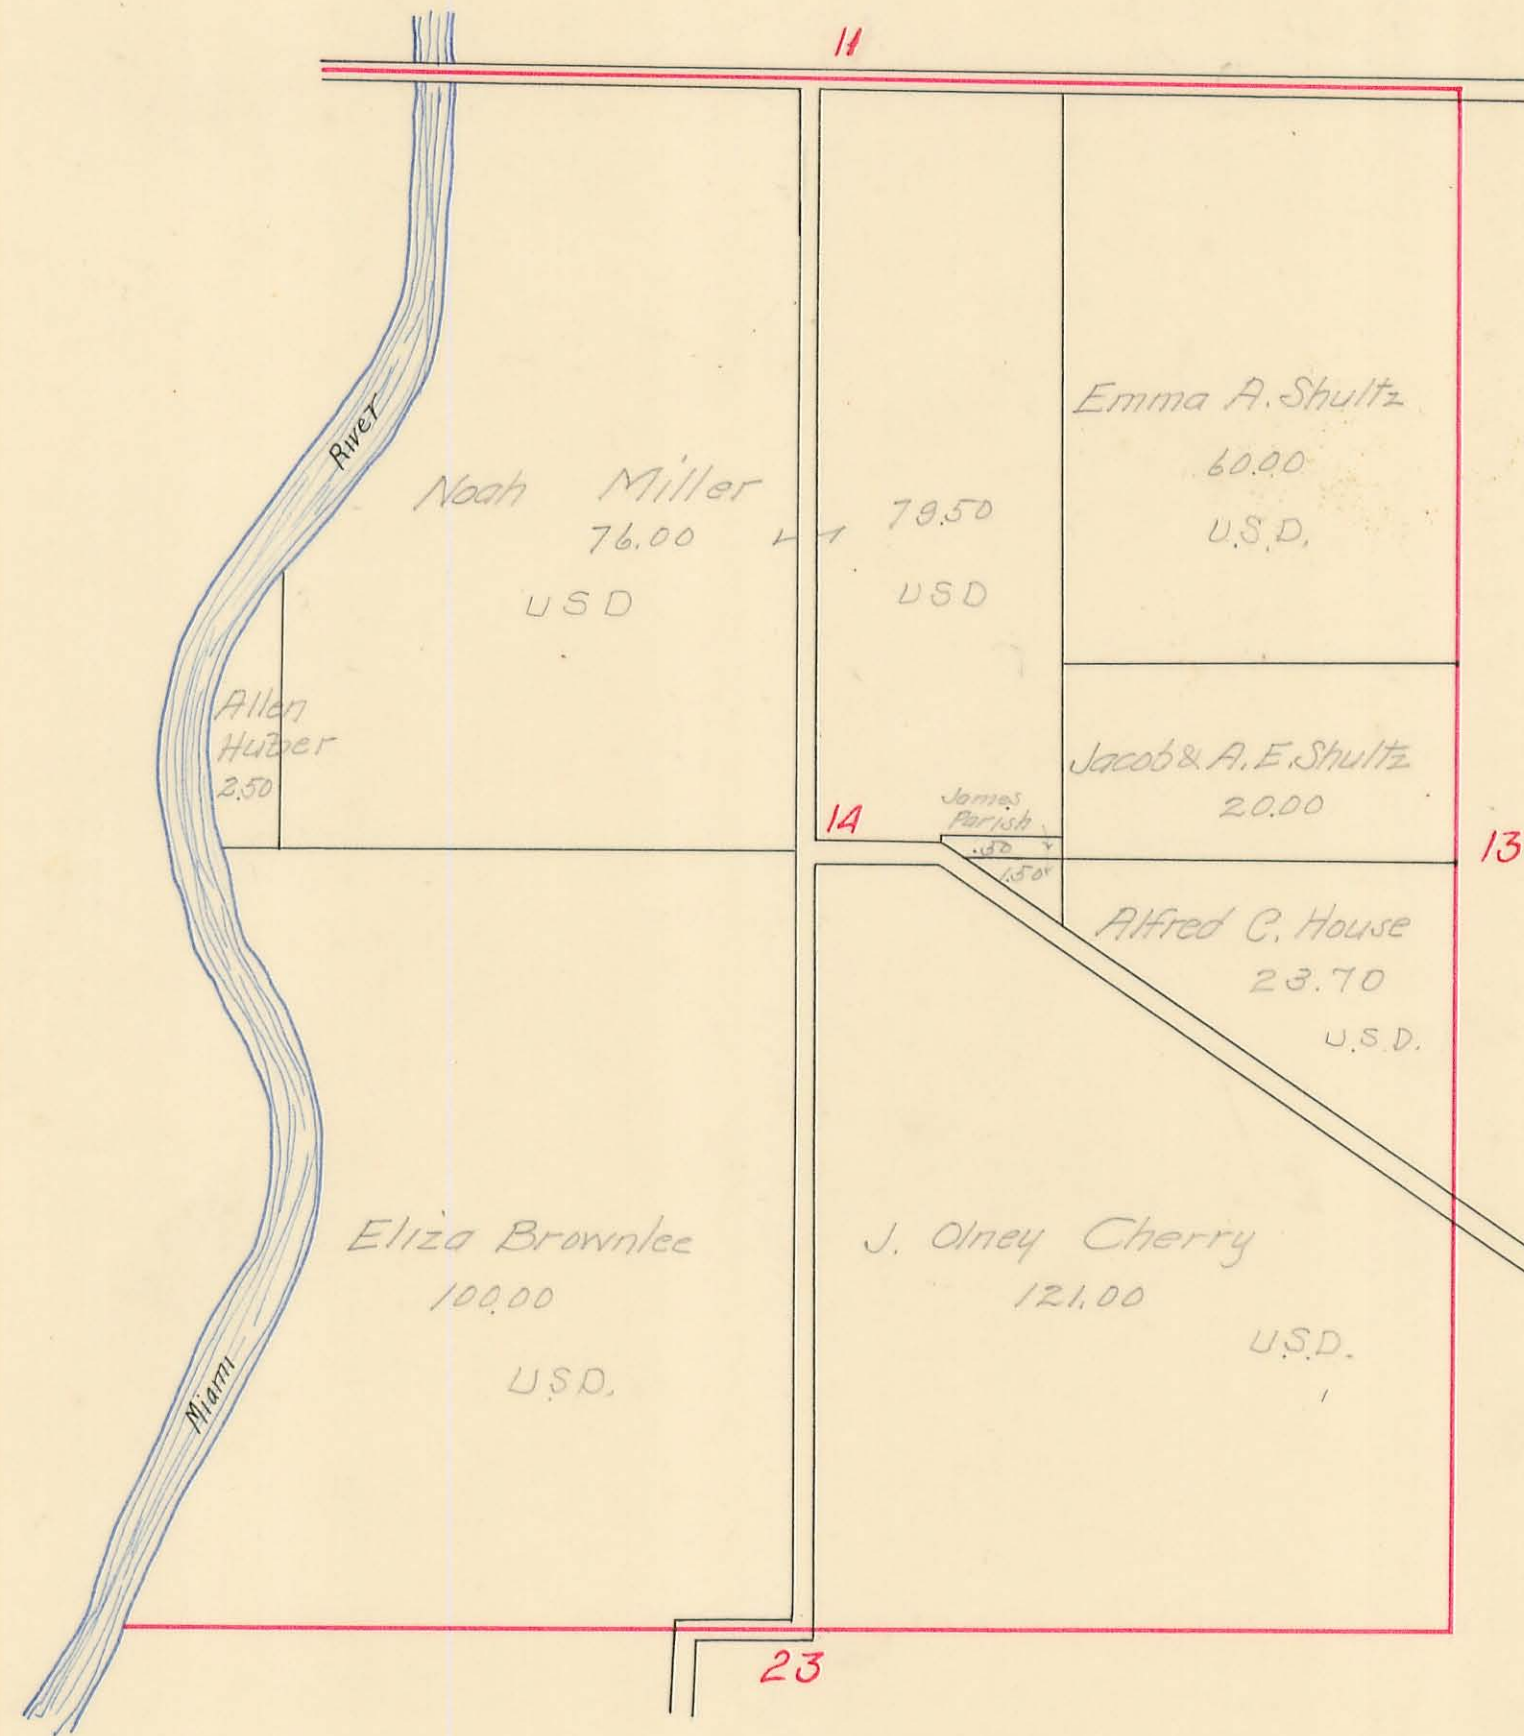 11
River
Noah Miller
76.00
USD
79.50
USD
Emma A. Shultz
60.00
U.S.D.
Allen
Huber
2.50
Jacob & A.E. Shultz
20.00
14
James
Parish
.50
1.50
13
Alfred C. House
23.70
U.S.D.
Eliza Brownlee
100.00
U.S.D.
J. Olney Cherry
121.00
U.S.D.
Miami
23